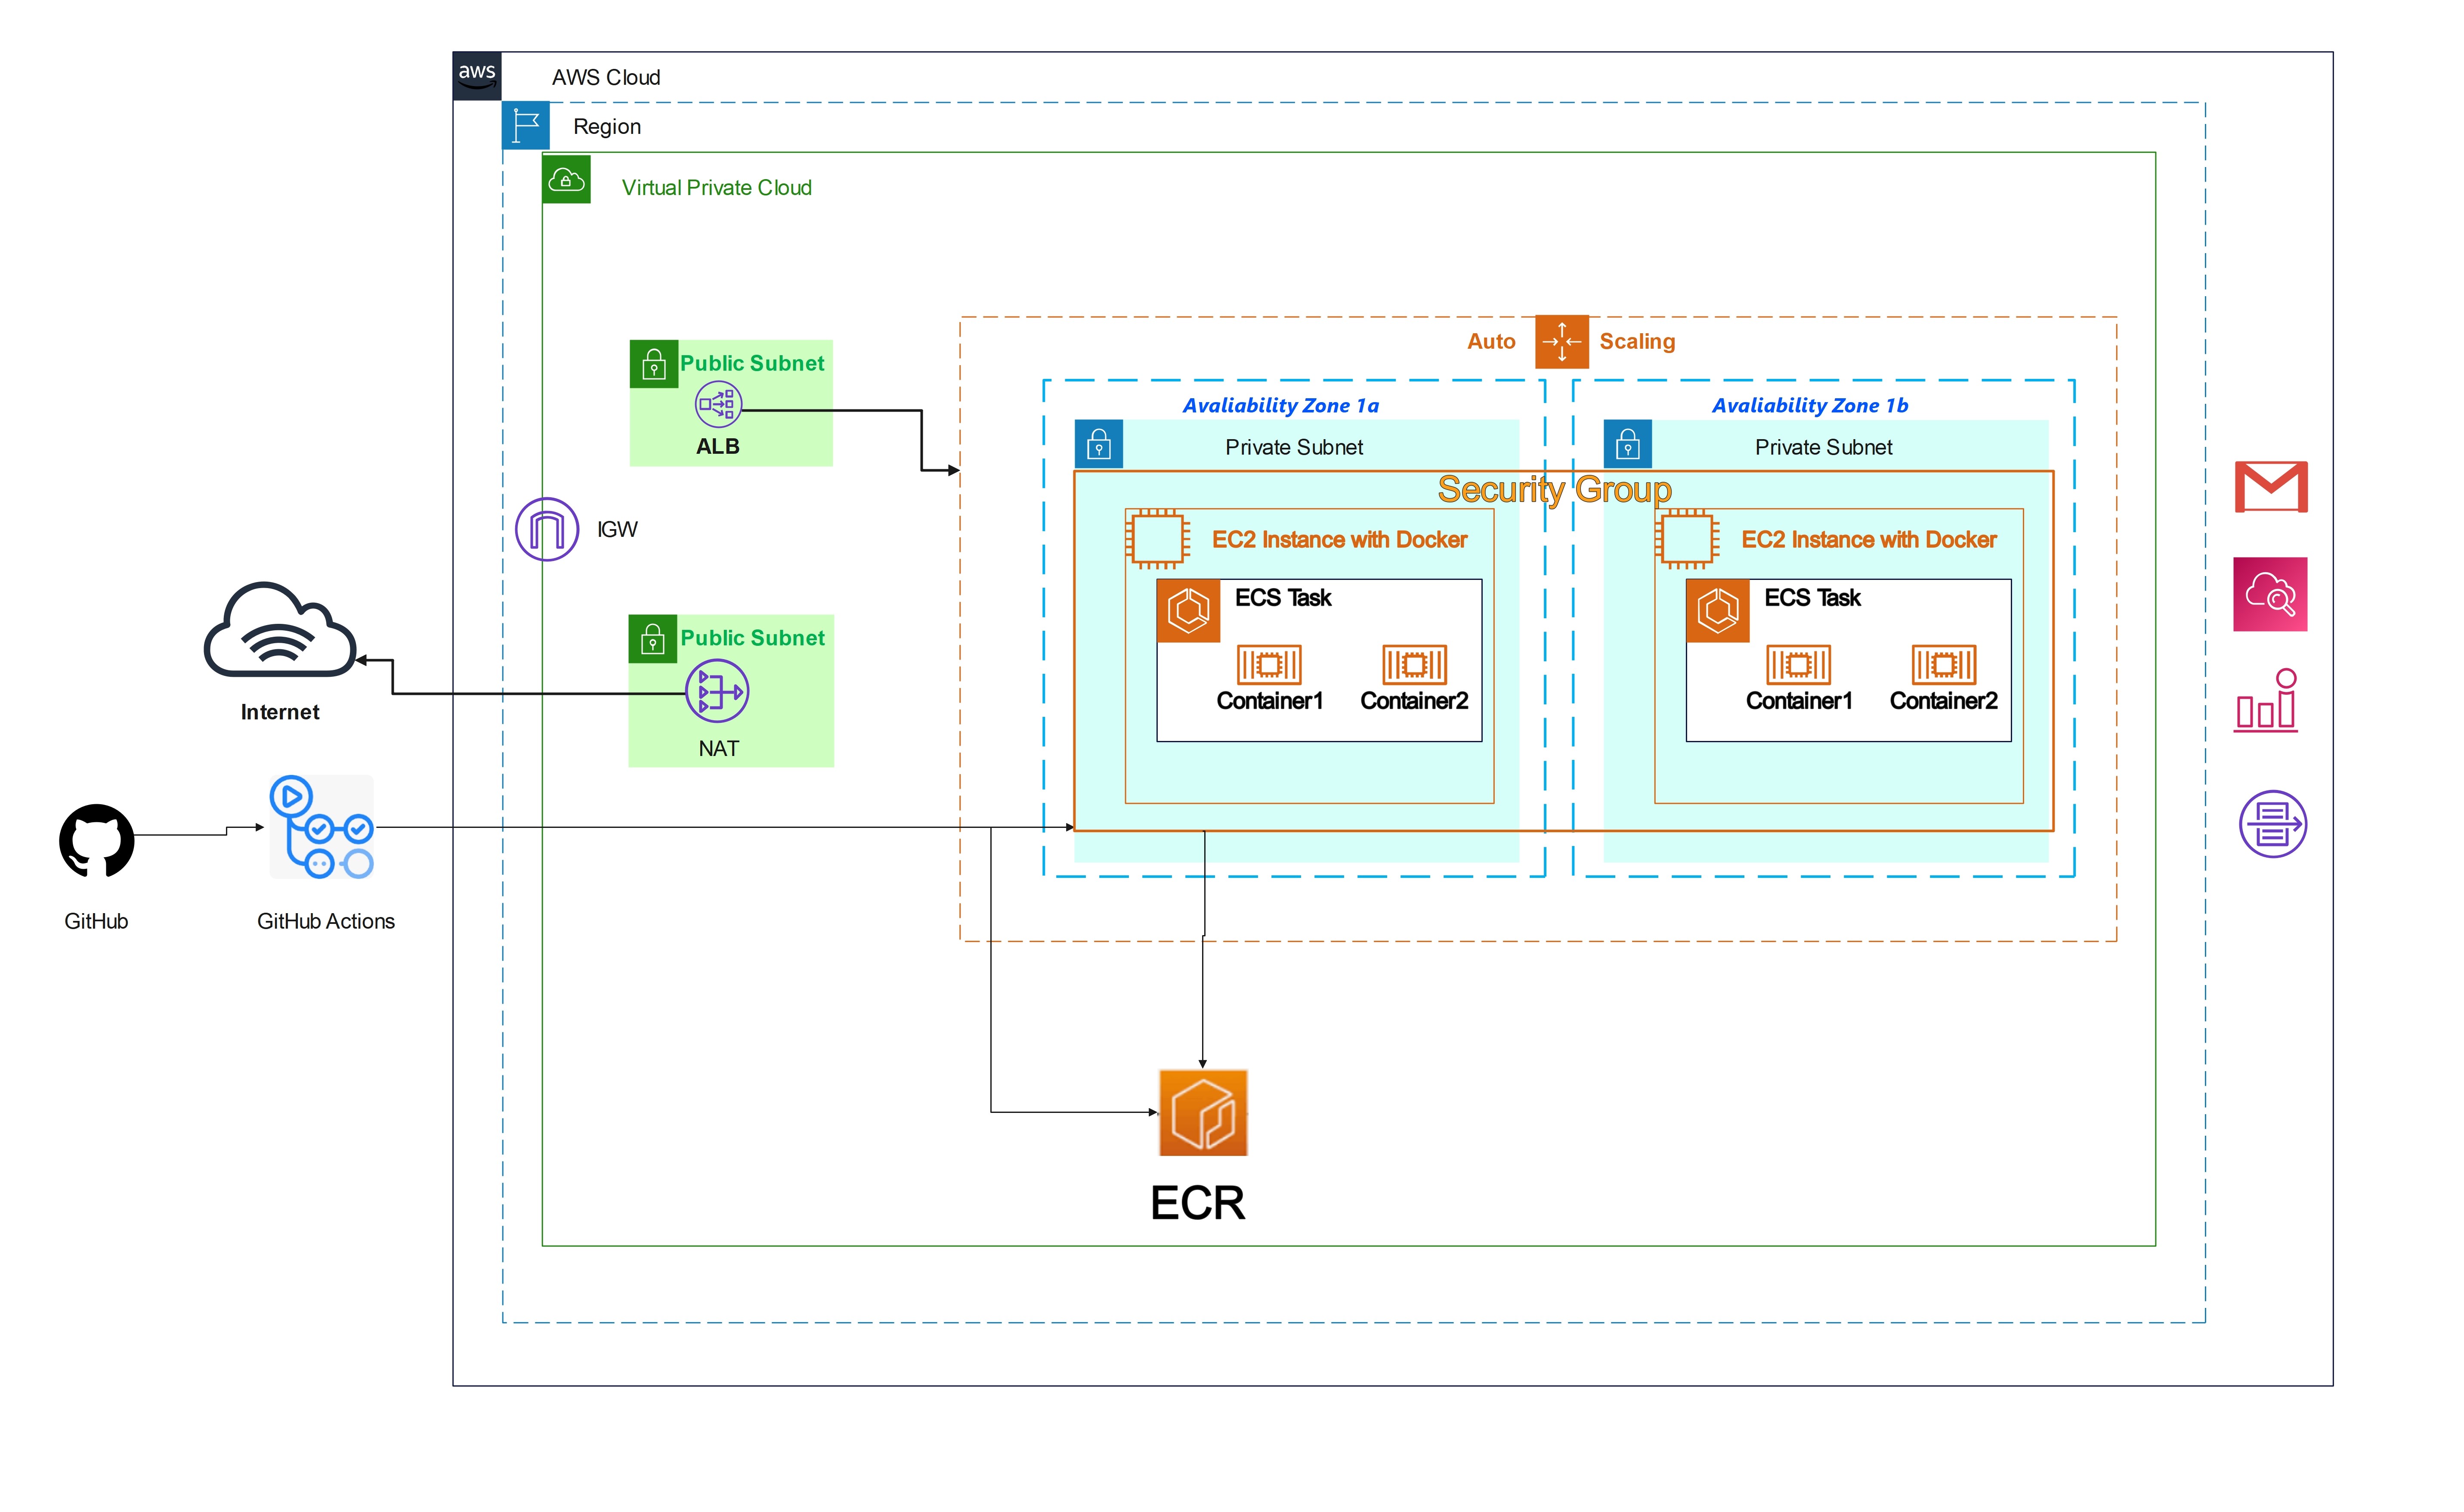 aws
AWS Cloud
Region
Virtual Private Cloud
Auto Scaling
Public Subnet
ALB
Avaliability Zone 1a
Avaliability Zone 1b
Private Subnet
Private Subnet
Security Group
IGW
EC2 Instance with Docker
EC2 Instance with Docker
ECS Task
ECS Task
Container1
Container2
Container1
Container2
Public Subnet
NAT
Internet
GitHub
GitHub Actions
ECR